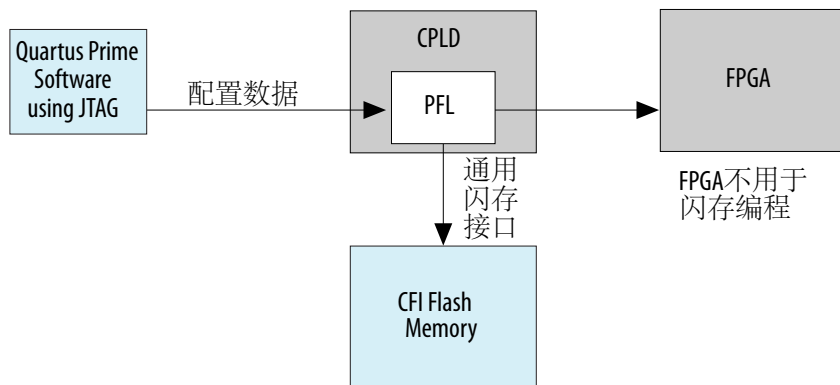 Quartus Prime
Software
using JTAG
配置数据
CPLD
PFL
FPGA
通用
闪存
接口
FPGA不用于
闪存编程
CFI Flash
Memory